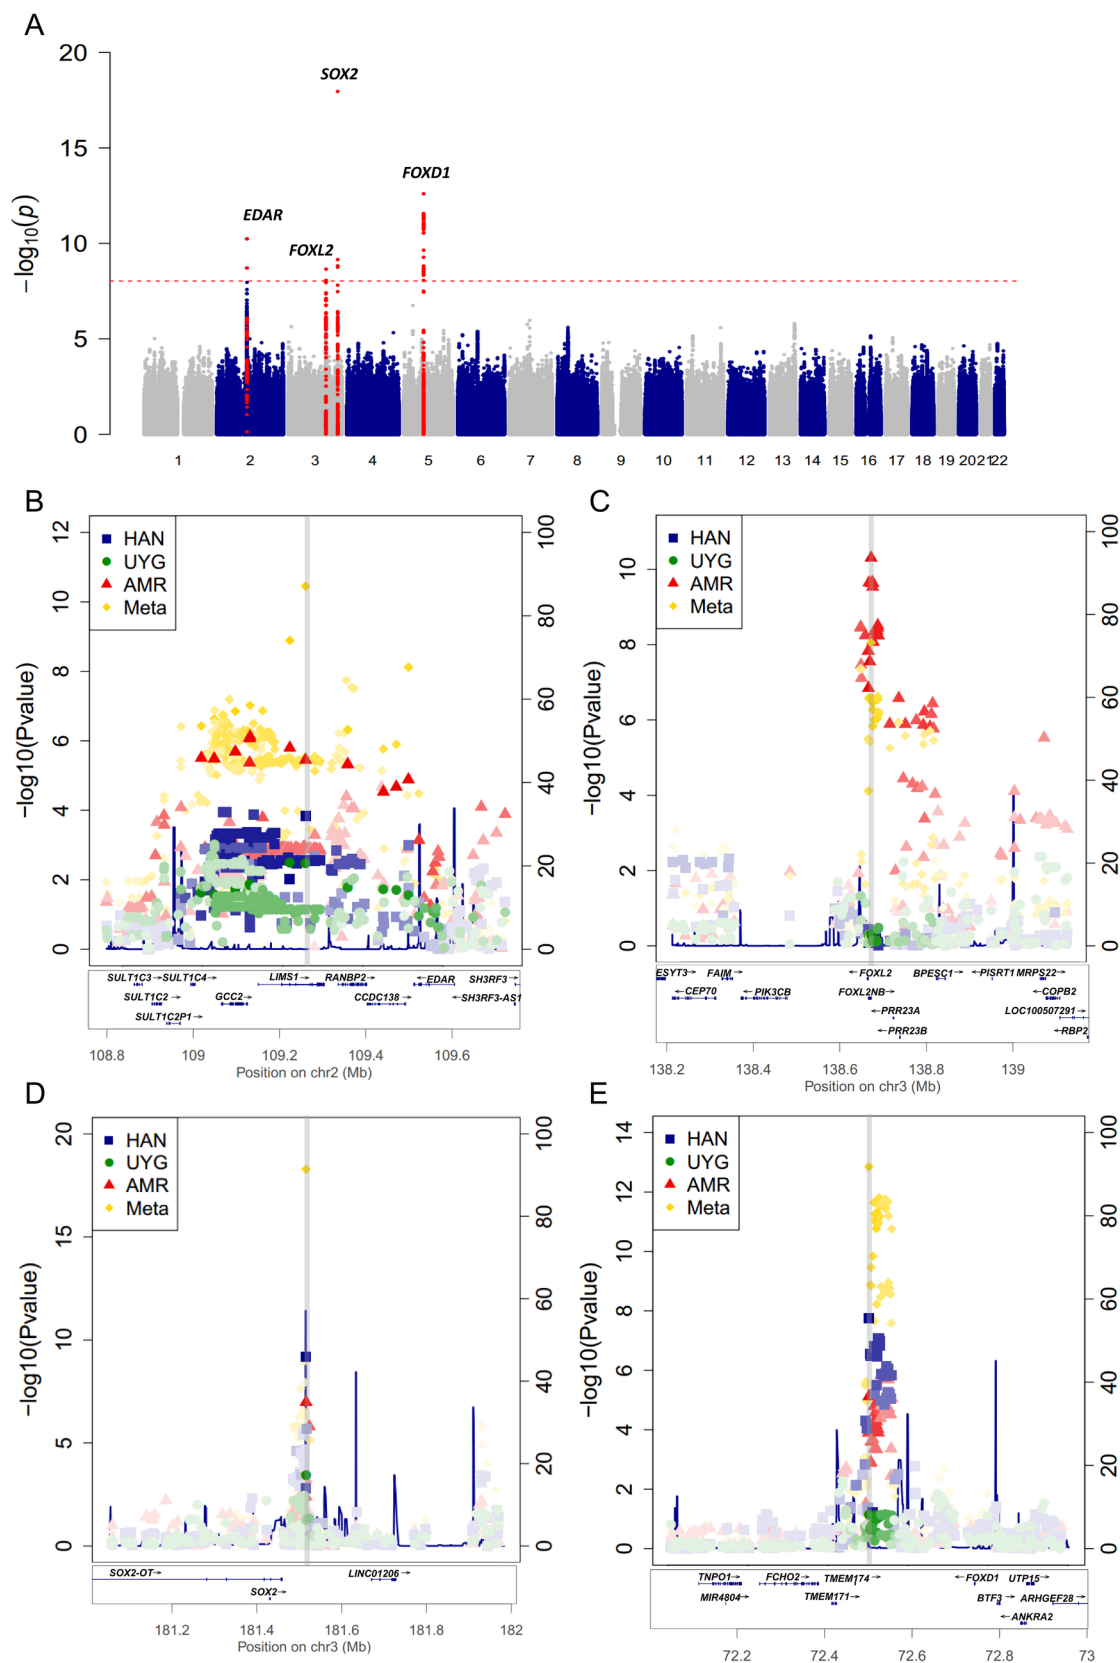 A
SOX2
FOXD1
EDAR
FOXL2
−log10(p)
20
15
10
5
0
1 2 3 4 5 6 7 8 9 10 11 12 13 14 15 16 17 18 19 20 21 22
B
HAN
UYG
AMR
Meta
−log10(Pvalue)
12
10
8
6
4
2
0
100
80
60
40
20
0
SULT1C3→ SULT1C4→ LIMS1→ RANBP2→ ←EDAR SH3RF3→
SULT1C2→ GCC2→ CCDC138→ ←SH3RF3-AS1
SULT1C2P1→
108.8 109 109.2 109.4 109.6
Position on chr2 (Mb)
C
HAN
UYG
AMR
Meta
−log10(Pvalue)
10
8
6
4
2
0
100
80
60
40
20
0
ESYT3→ FAIM→ ←FOXL2 BPESC1→ ←PISRT1 MRPS22→
←CEP70 ←PIK3CB FOXL2NB→ ←COPB2
←PRR23A LOC100507291→
←PRR23B ←RBP2
138.2 138.4 138.6 138.8 139
Position on chr3 (Mb)
D
HAN
UYG
AMR
Meta
−log10(Pvalue)
20
15
10
5
0
100
80
60
40
20
0
SOX2-OT→ LINC01206→
SOX2→
181.2 181.4 181.6 181.8 182
Position on chr3 (Mb)
E
HAN
UYG
AMR
Meta
−log10(Pvalue)
14
12
10
8
6
4
2
0
100
80
60
40
20
0
TNPO1→ FCHO2→ TMEM174→ ←FOXD1 UTP15→
MIR4804→ TMEM171→ BTF3→ ARHGEF28→
←ANKRA2
72.2 72.4 72.6 72.8 73